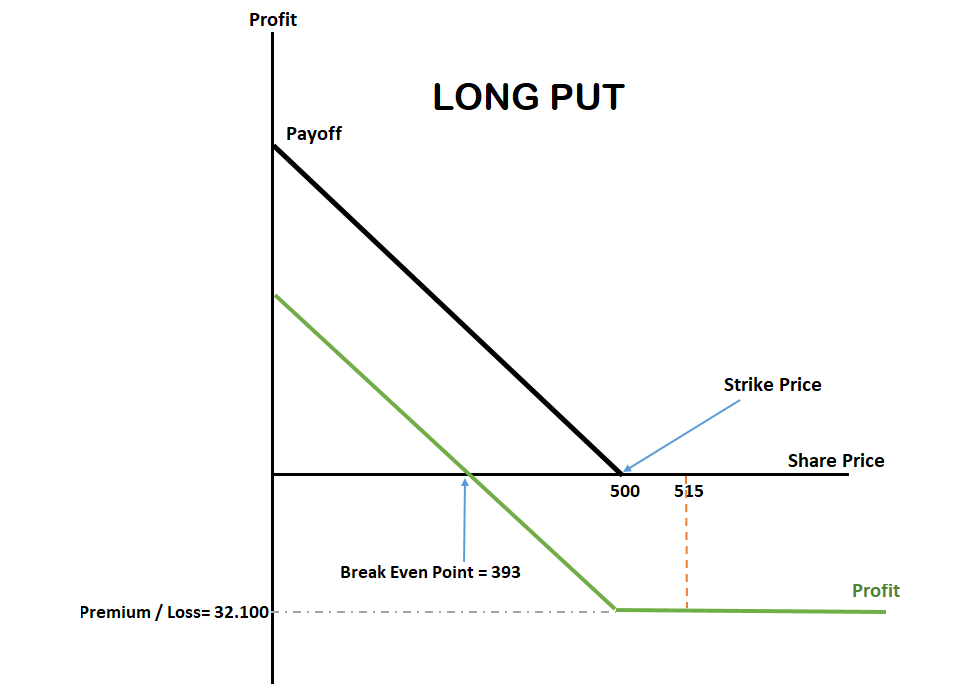 Profit
LONG PUT
Payoff
Strike Price
Share Price
500
515
Break Even Point = 393
Profit
Premium / Loss= 32.100